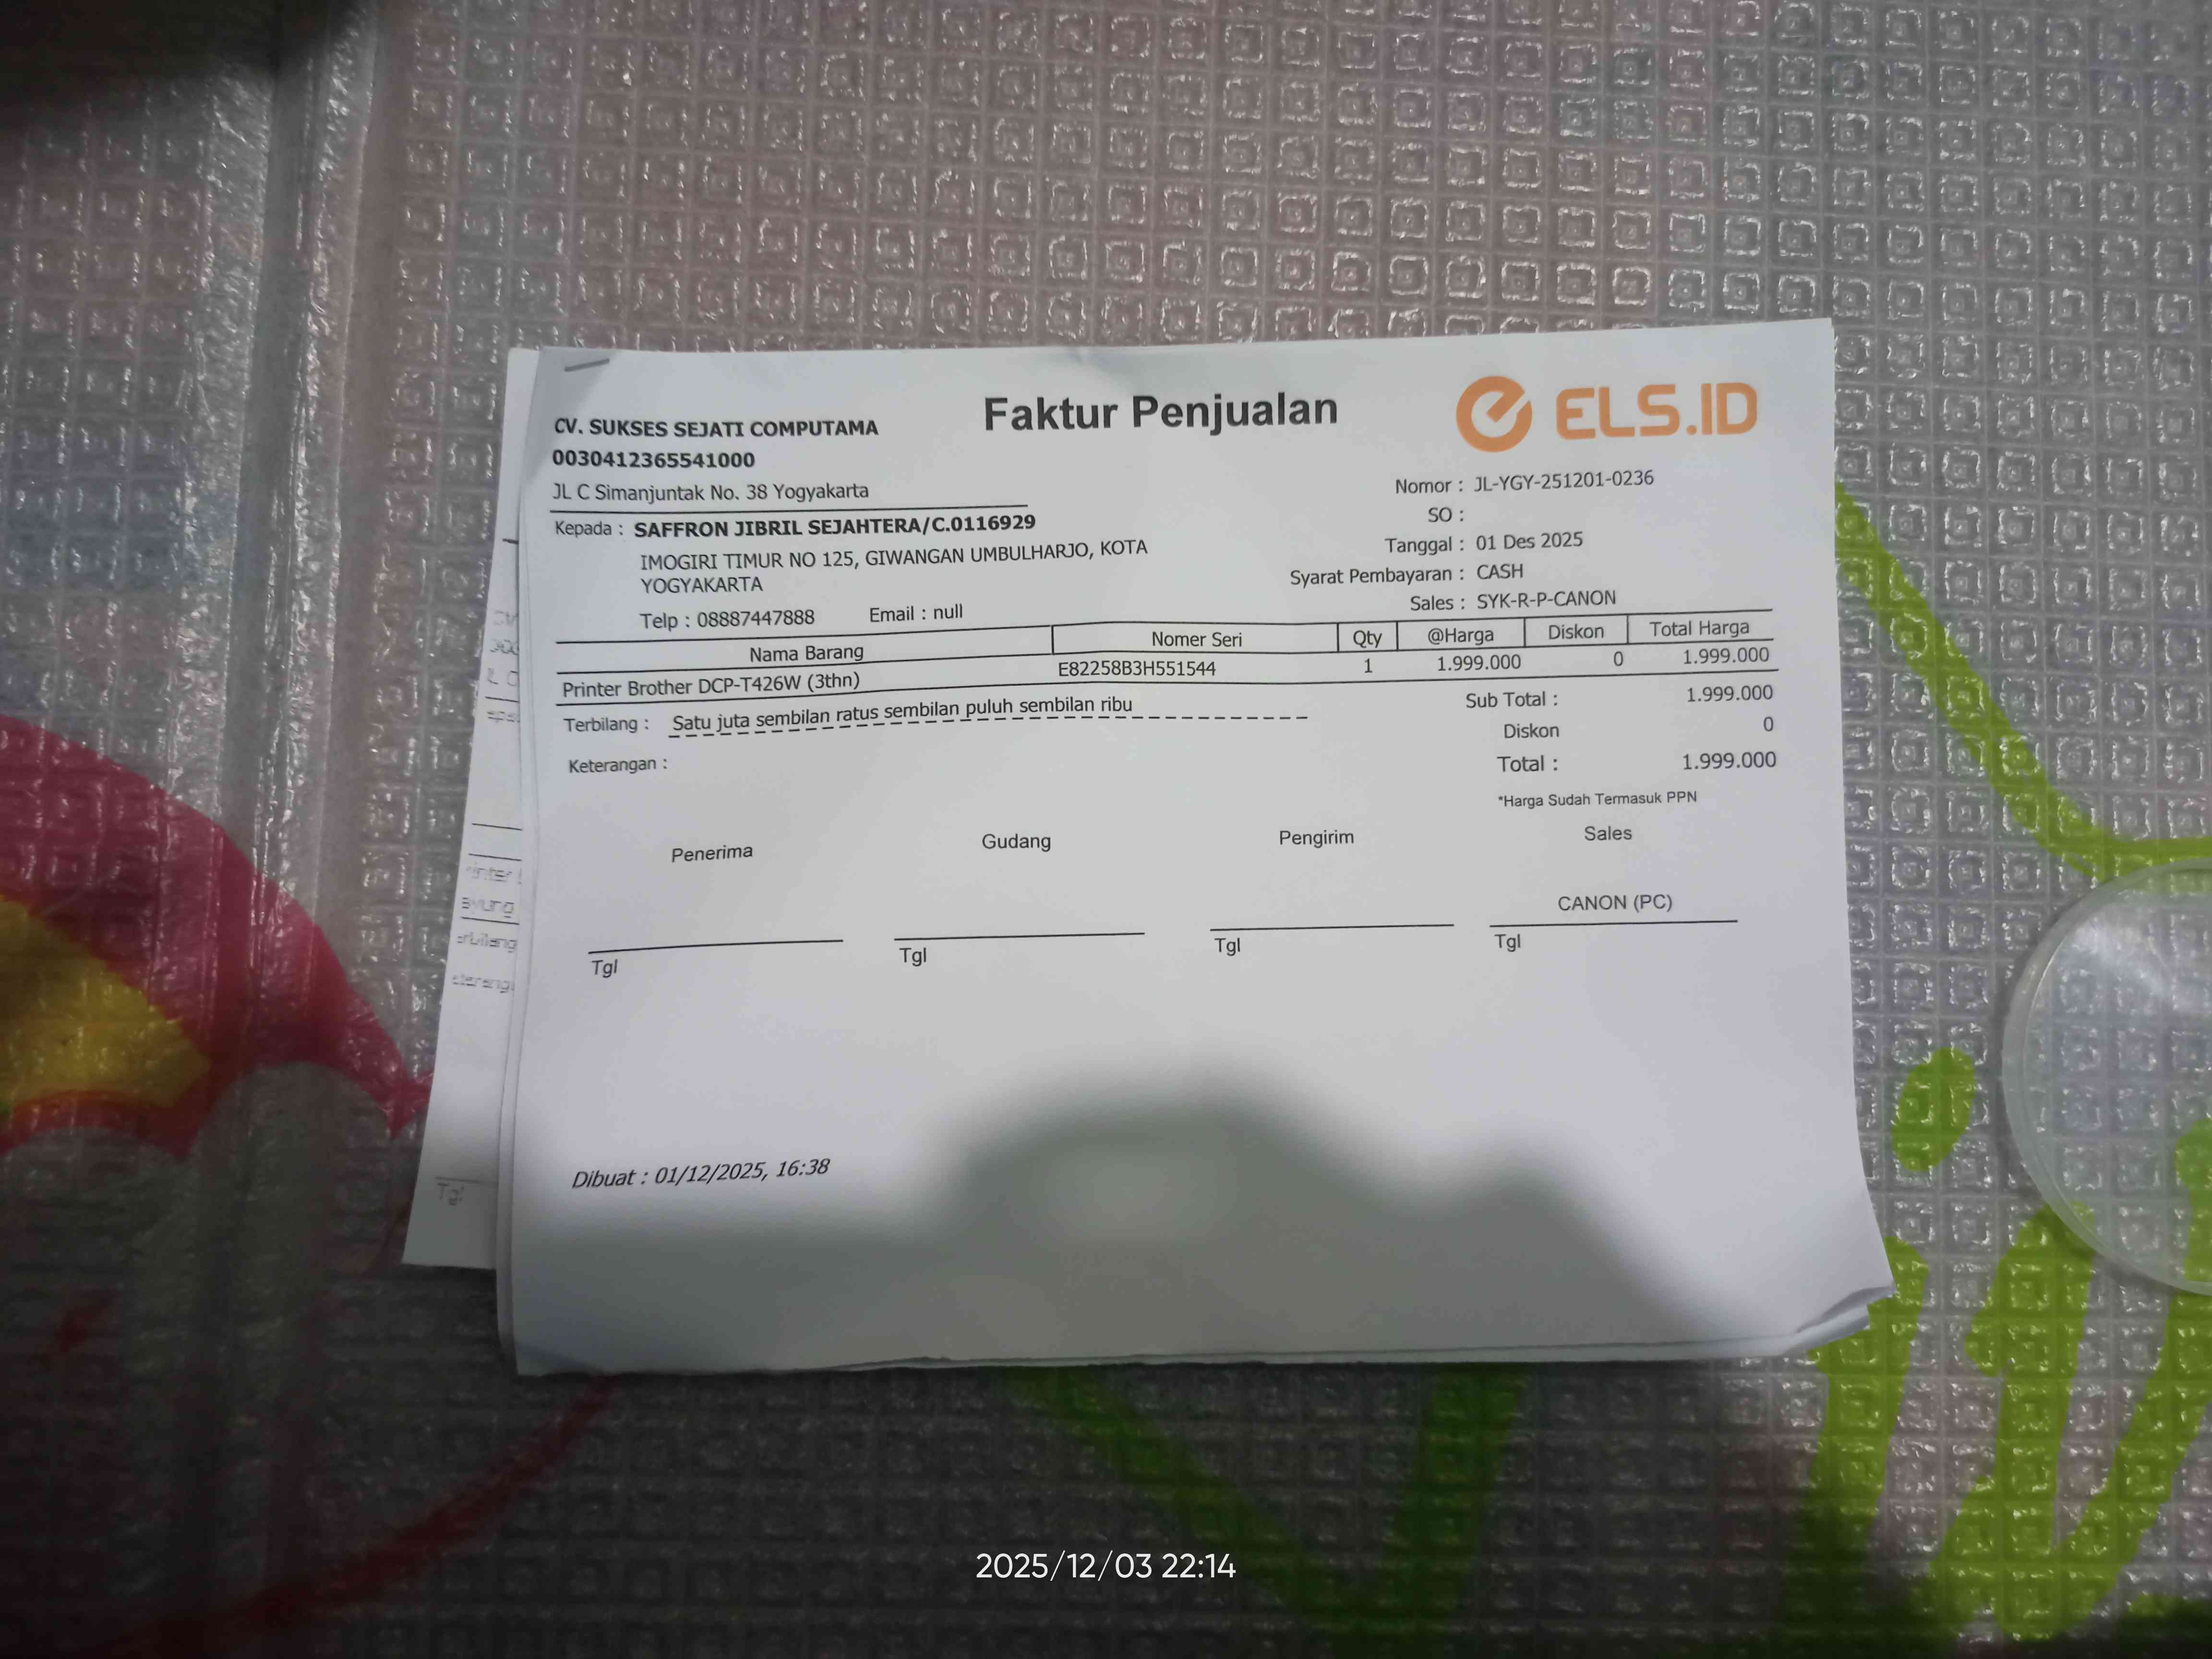 Faktur Penjualan
ELS.ID
CV. SUKSES SEJATI COMPUTAMA
0030412365541000
JL C Simanjuntak No. 38 Yogyakarta
Kepada : SAFFRON JIBRIL SEJAHTERA/C.0116929
IMOGIRI TIMUR NO 125, GIWANGAN UMBULHARJO, KOTA
YOGYAKARTA
Telp : 08887447888 Email : null
Nomor : JL-YGY-251201-0236
SO :
Tanggal : 01 Des 2025
Syarat Pembayaran : CASH
Sales : SYK-R-P-CANON
Nama Barang Nomer Seri Qty @Harga Diskon Total Harga
Printer Brother DCP-T426W (3thn) E82258B3H551544 1 1.999.000 0 1.999.000
Terbilang : Satu juta sembilan ratus sembilan puluh sembilan ribu
Keterangan :
Sub Total : 1.999.000
Diskon 0
Total : 1.999.000
*Harga Sudah Termasuk PPN
Penerima Gudang Pengirim Sales
CANON (PC)
Tgl Tgl Tgl Tgl
Dibuat : 01/12/2025, 16:38
Tgl
2025/12/03 22:14